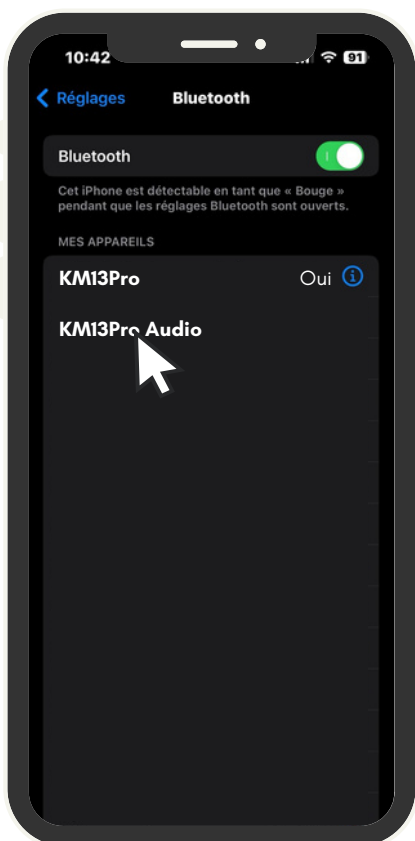 10:42
91
Réglages
Bluetooth
Bluetooth
Cet iPhone est détectable en tant que « Bouge »
pendant que les réglages Bluetooth sont ouverts.
MES APPAREILS
KM13Pro
Oui
KM13Pro Audio